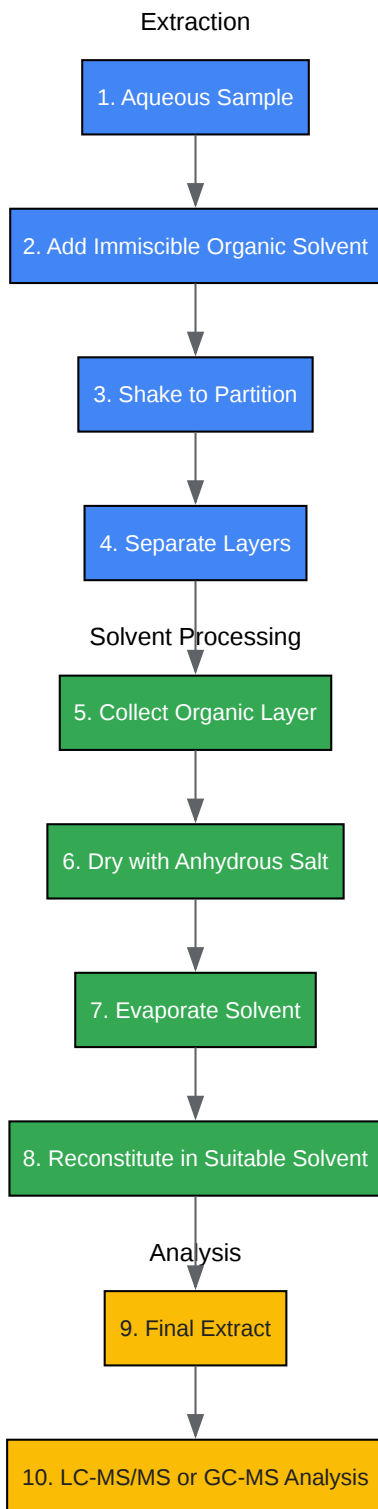 Extraction
1. Aqueous Sample
2. Add Immiscible Organic Solvent
3. Shake to Partition
4. Separate Layers
Solvent Processing
5. Collect Organic Layer
6. Dry with Anhydrous Salt
7. Evaporate Solvent
8. Reconstitute in Suitable Solvent
Analysis
9. Final Extract
10. LC-MS/MS or GC-MS Analysis